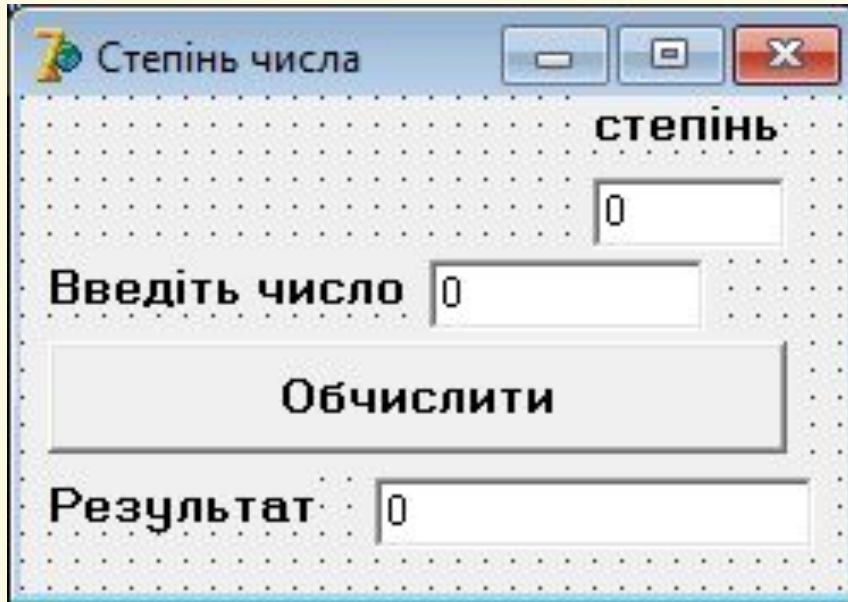 Степінь числа
степінь
0
Введіть число 0
Обчислити
Результат 0